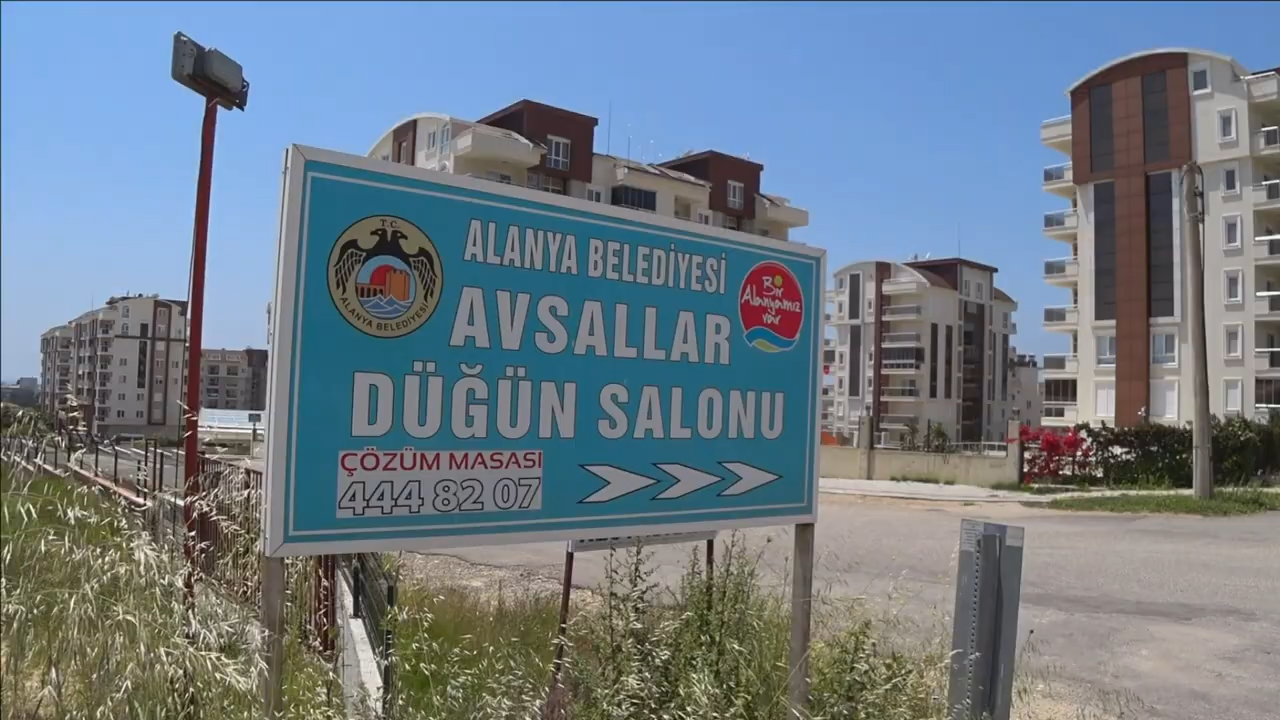 T.C.
ALANYA BELEDİYESİ
ALANYA BELEDİYESİ
Bir
Alanyamız
var
AVSALLAR
DÜĞÜN SALONU
ÇÖZÜM MASASI
444 82 07